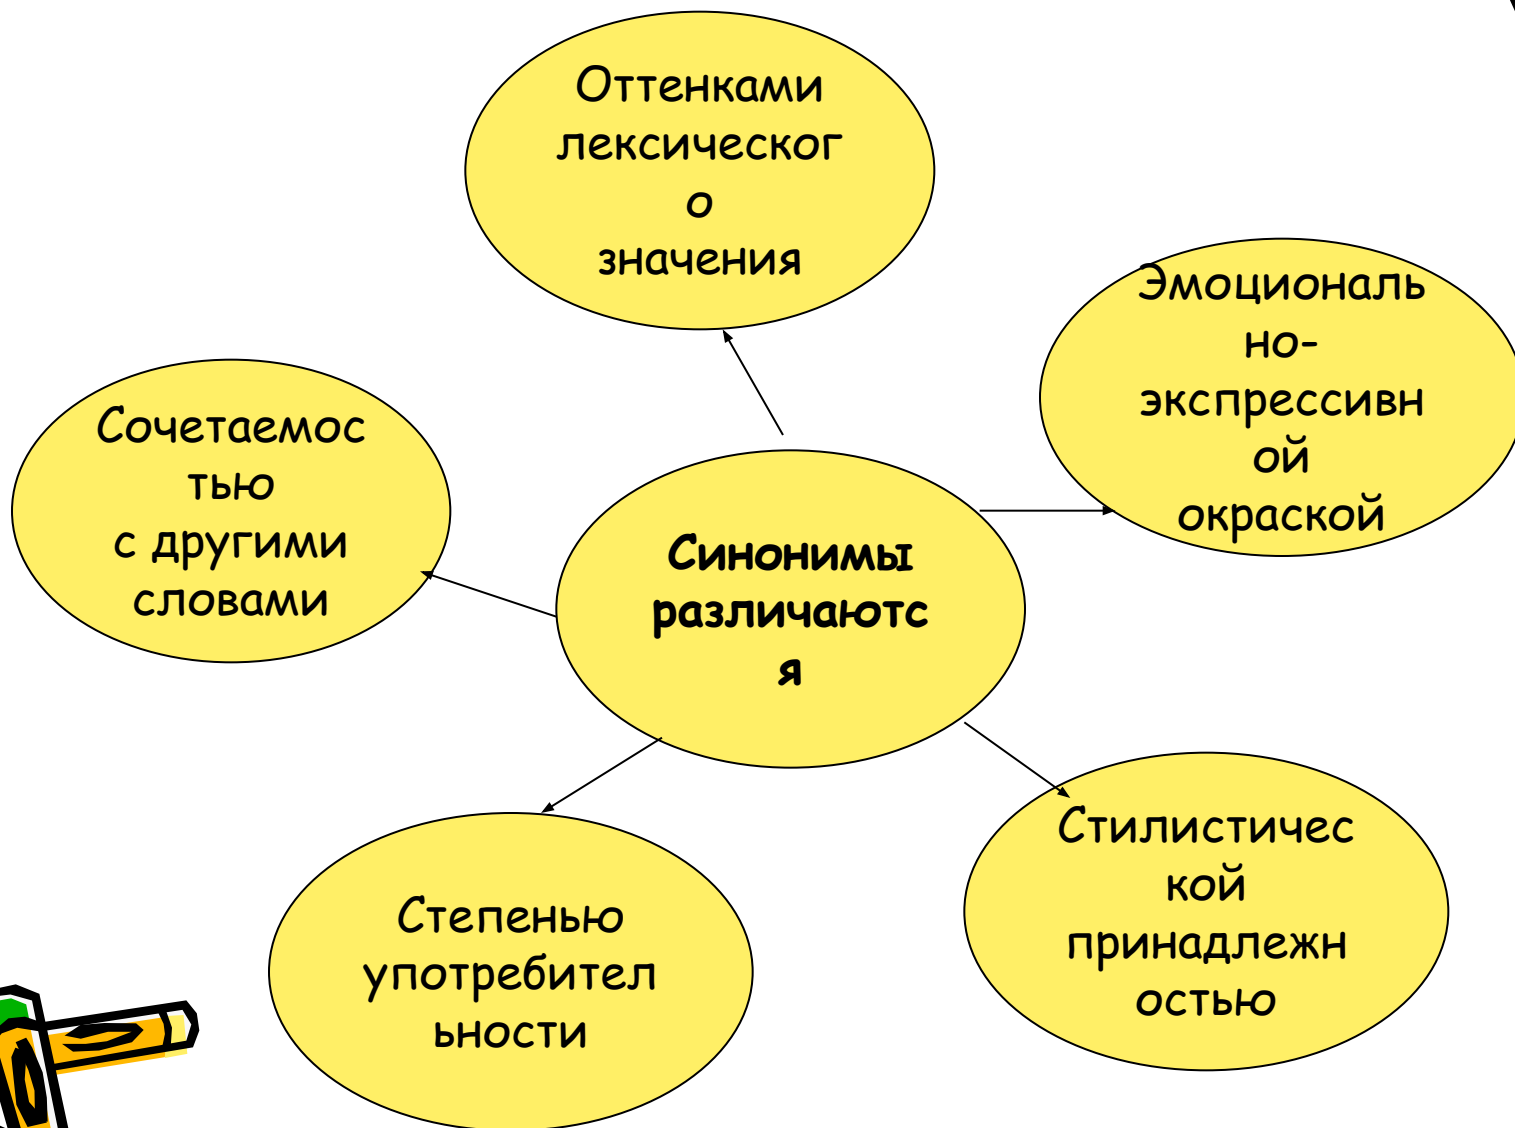 Оттенками
лексическог
о
значения
Эмоциональ
но-
экспрессивн
ой
окраской
Сочетаемос
тью
с другими
словами
Синонимы
различаютс
я
Стилистичес
кой
принадлежн
остью
Степенью
употребител
ьности